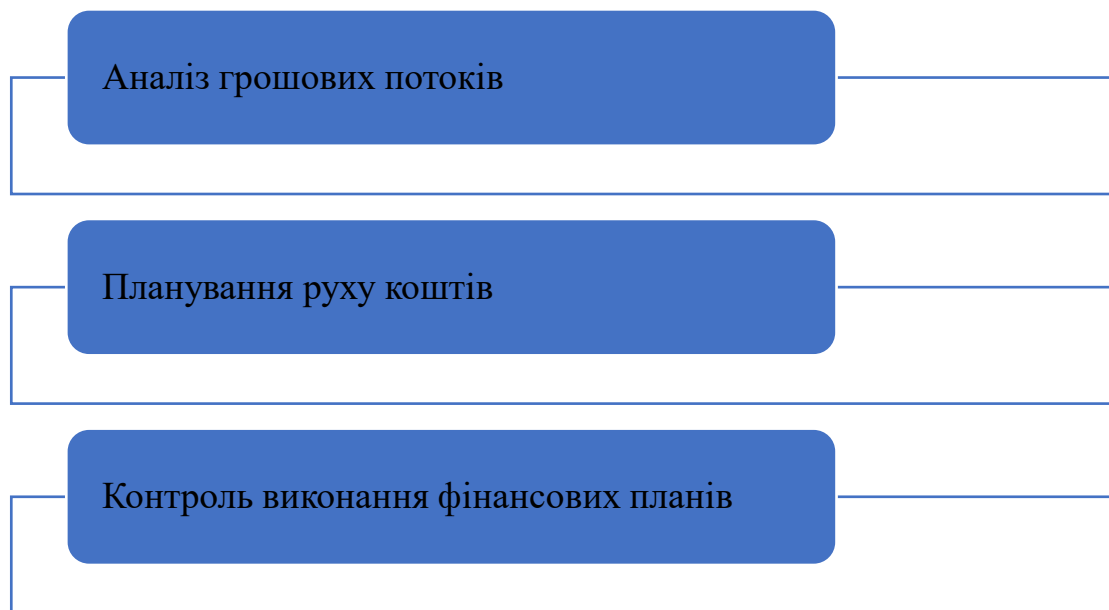 Аналіз грошових потоків
Планування руху коштів
Контроль виконання фінансових планів